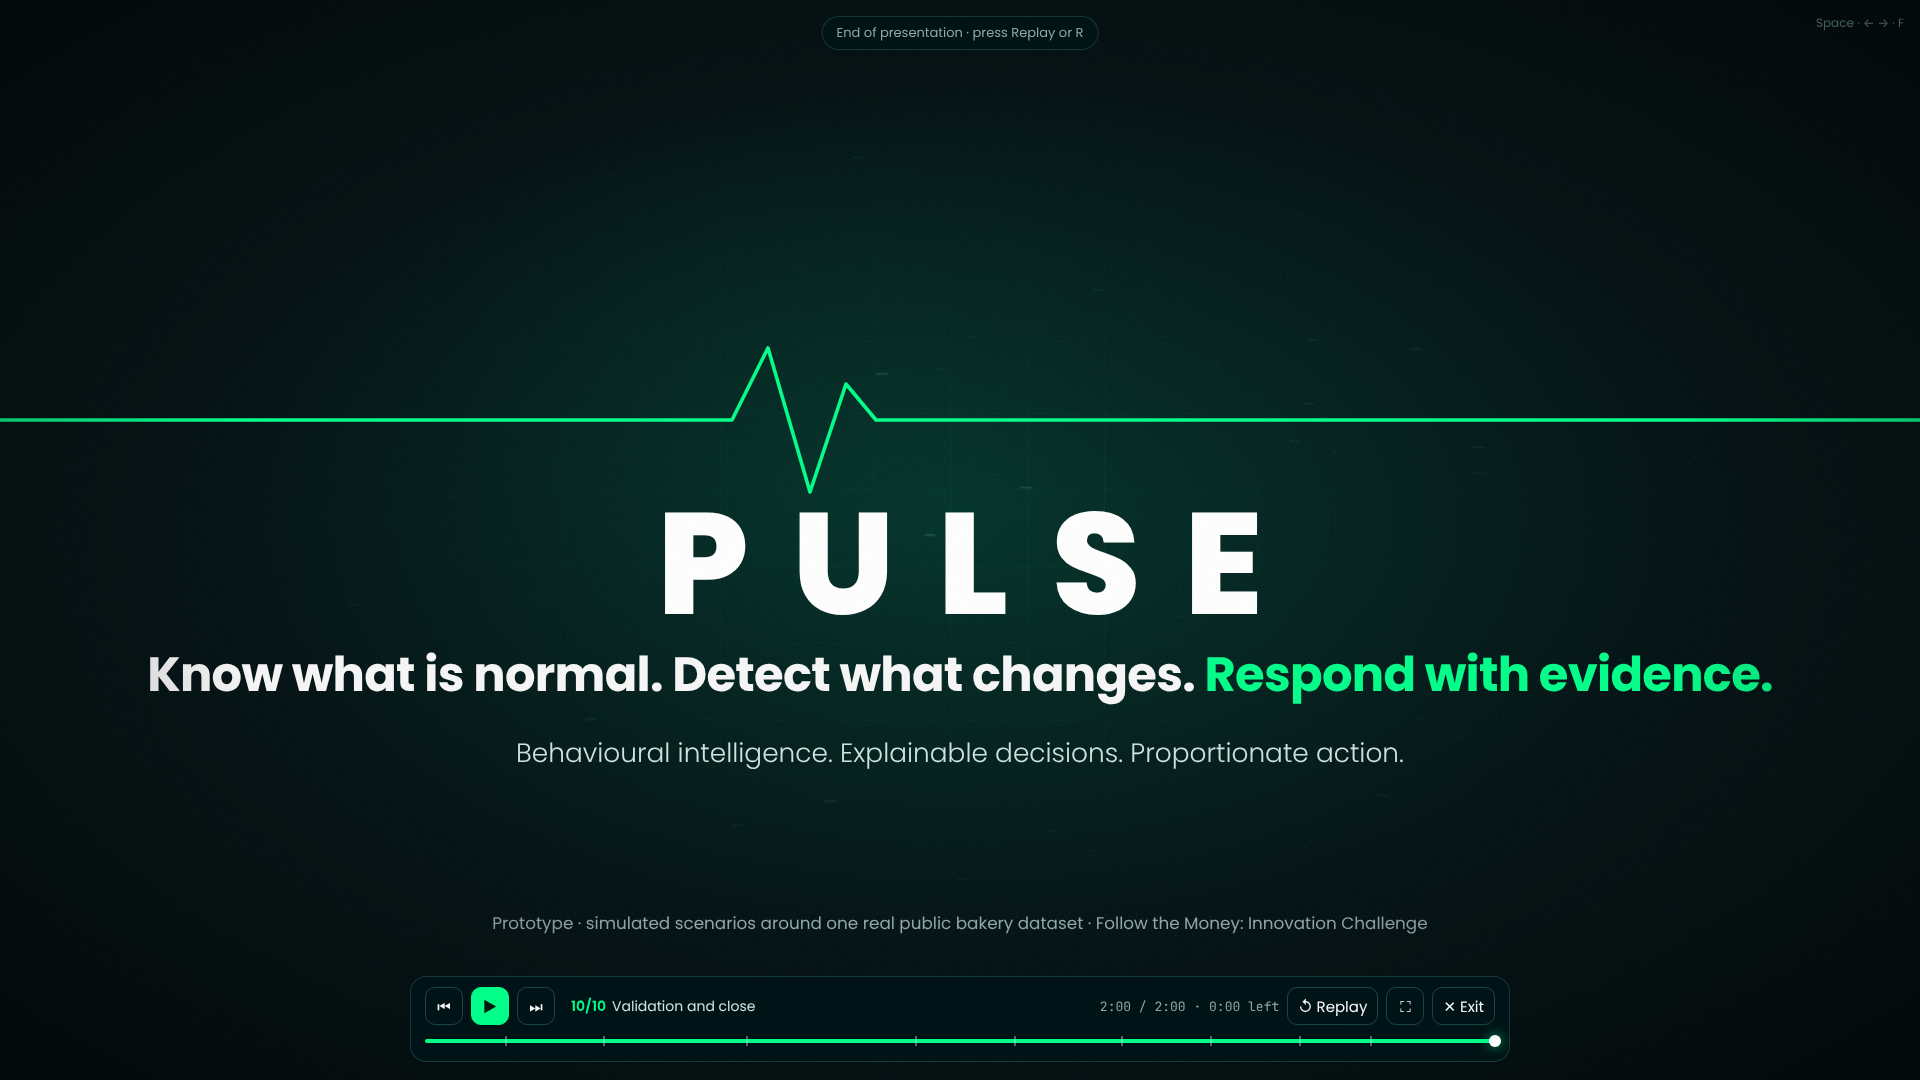 End of presentation · press Replay or R
Space · ← → · F
PULSE
Know what is normal. Detect what changes. Respond with evidence.
Behavioural intelligence. Explainable decisions. Proportionate action.
Prototype · simulated scenarios around one real public bakery dataset · Follow the Money: Innovation Challenge
10/10 Validation and close 2:00 / 2:00 · 0:00 left Replay ✕ Exit